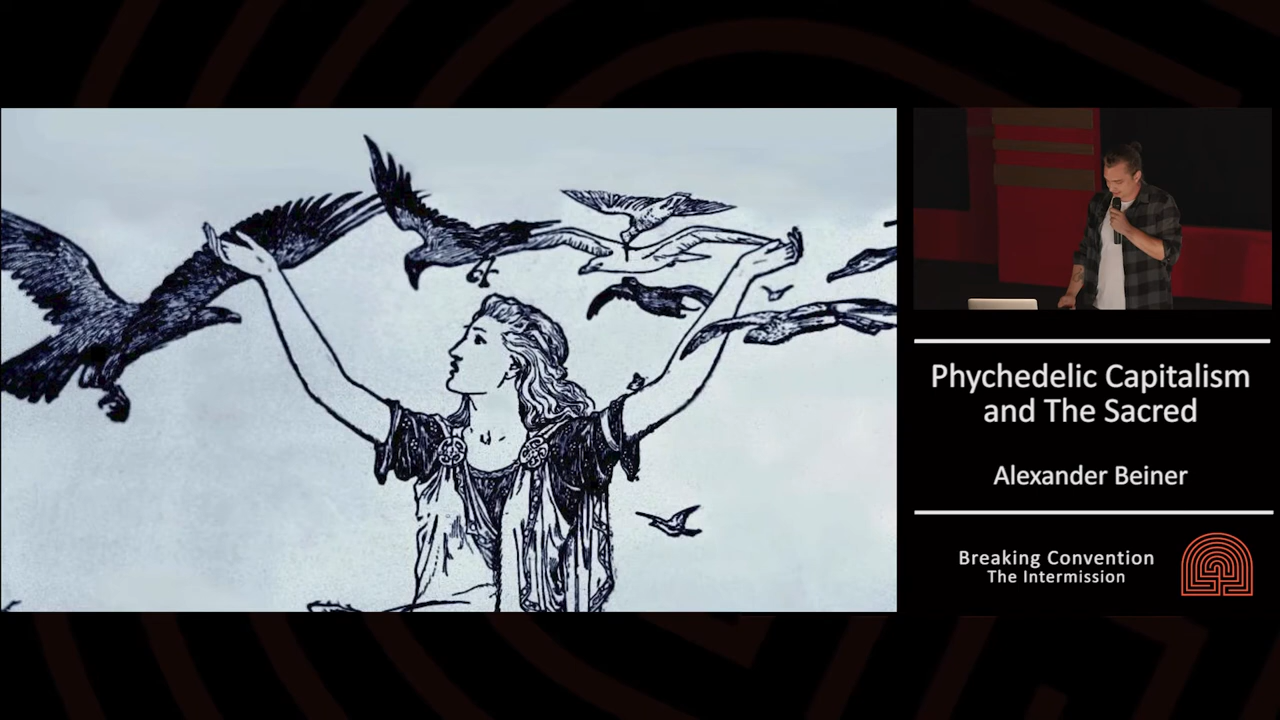 Phychedelic Capitalism
and The Sacred
Alexander Beiner
Breaking Convention
The Intermission